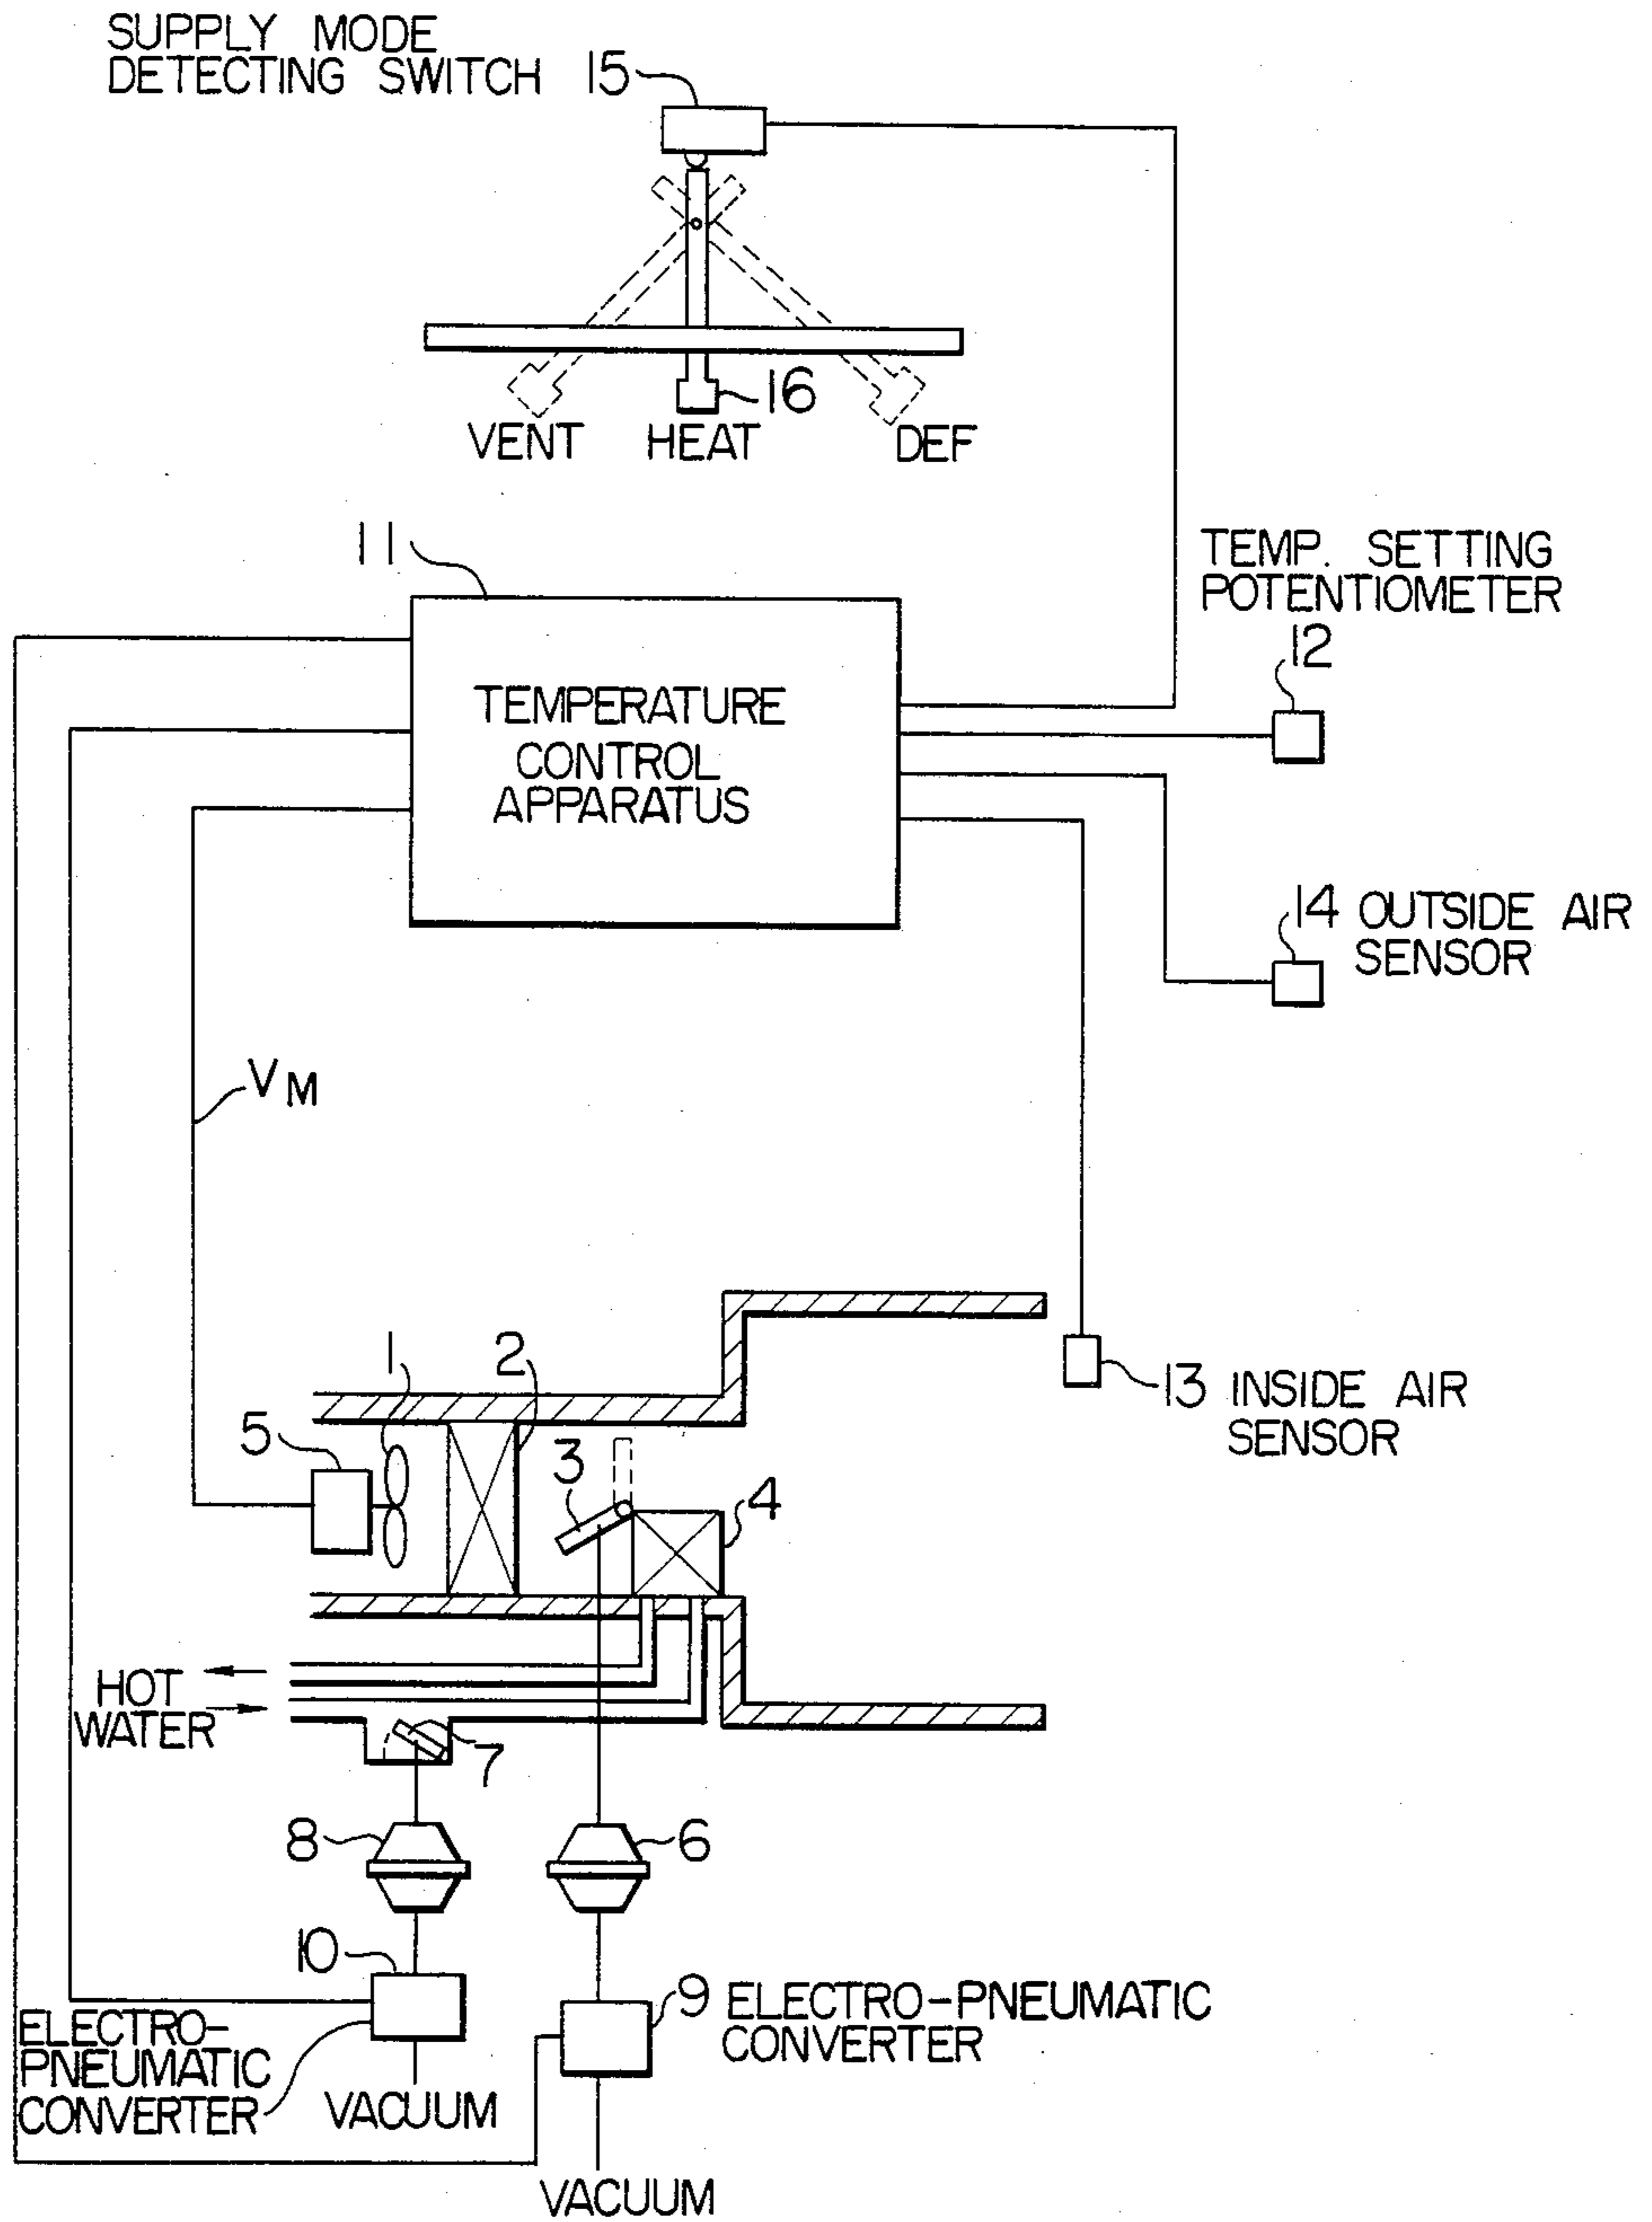 SUPPLY MODE
DETECTING SWITCH 15
16
VENT HEAT DEF
11
TEMP. SETTING
POTENTIOMETER
12
TEMPERATURE
CONTROL
APPARATUS
14 OUTSIDE AIR
SENSOR
VM
1 2
13 INSIDE AIR
SENSOR
5
3
4
HOT
WATER
7
8 6
10
9 ELECTRO-PNEUMATIC
CONVERTER
ELECTRO-
PNEUMATIC
CONVERTER
VACUUM
VACUUM